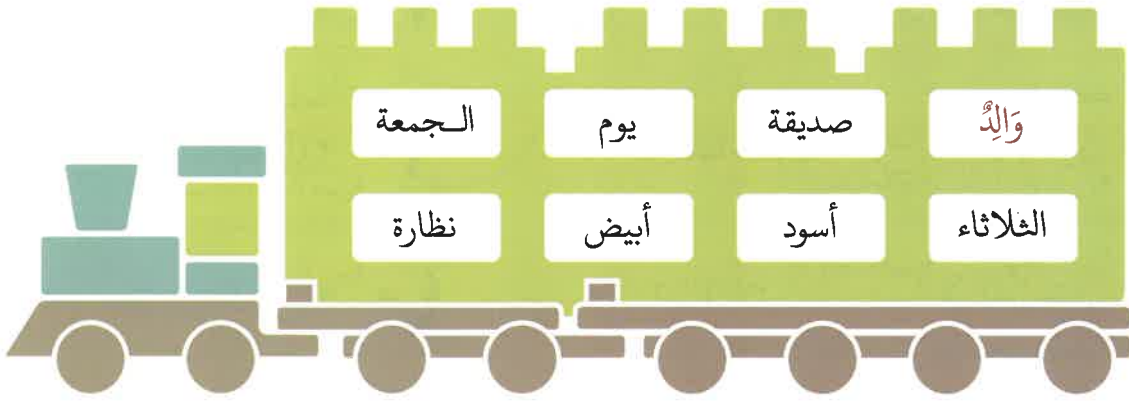 وَالِدٌ صديقة يوم الـجمعة
الثلاثاء أسود أبيض نظارة